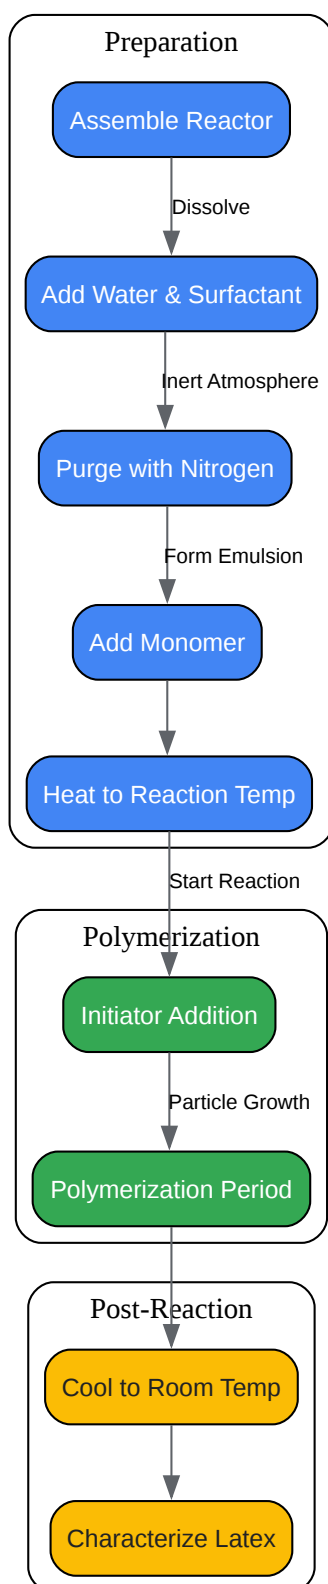 Preparation
Assemble Reactor
Dissolve
Add Water & Surfactant
Inert Atmosphere
Purge with Nitrogen
Form Emulsion
Add Monomer
Heat to Reaction Temp
Start Reaction
Polymerization
Initiator Addition
Particle Growth
Polymerization Period
Post-Reaction
Cool to Room Temp
Characterize Latex